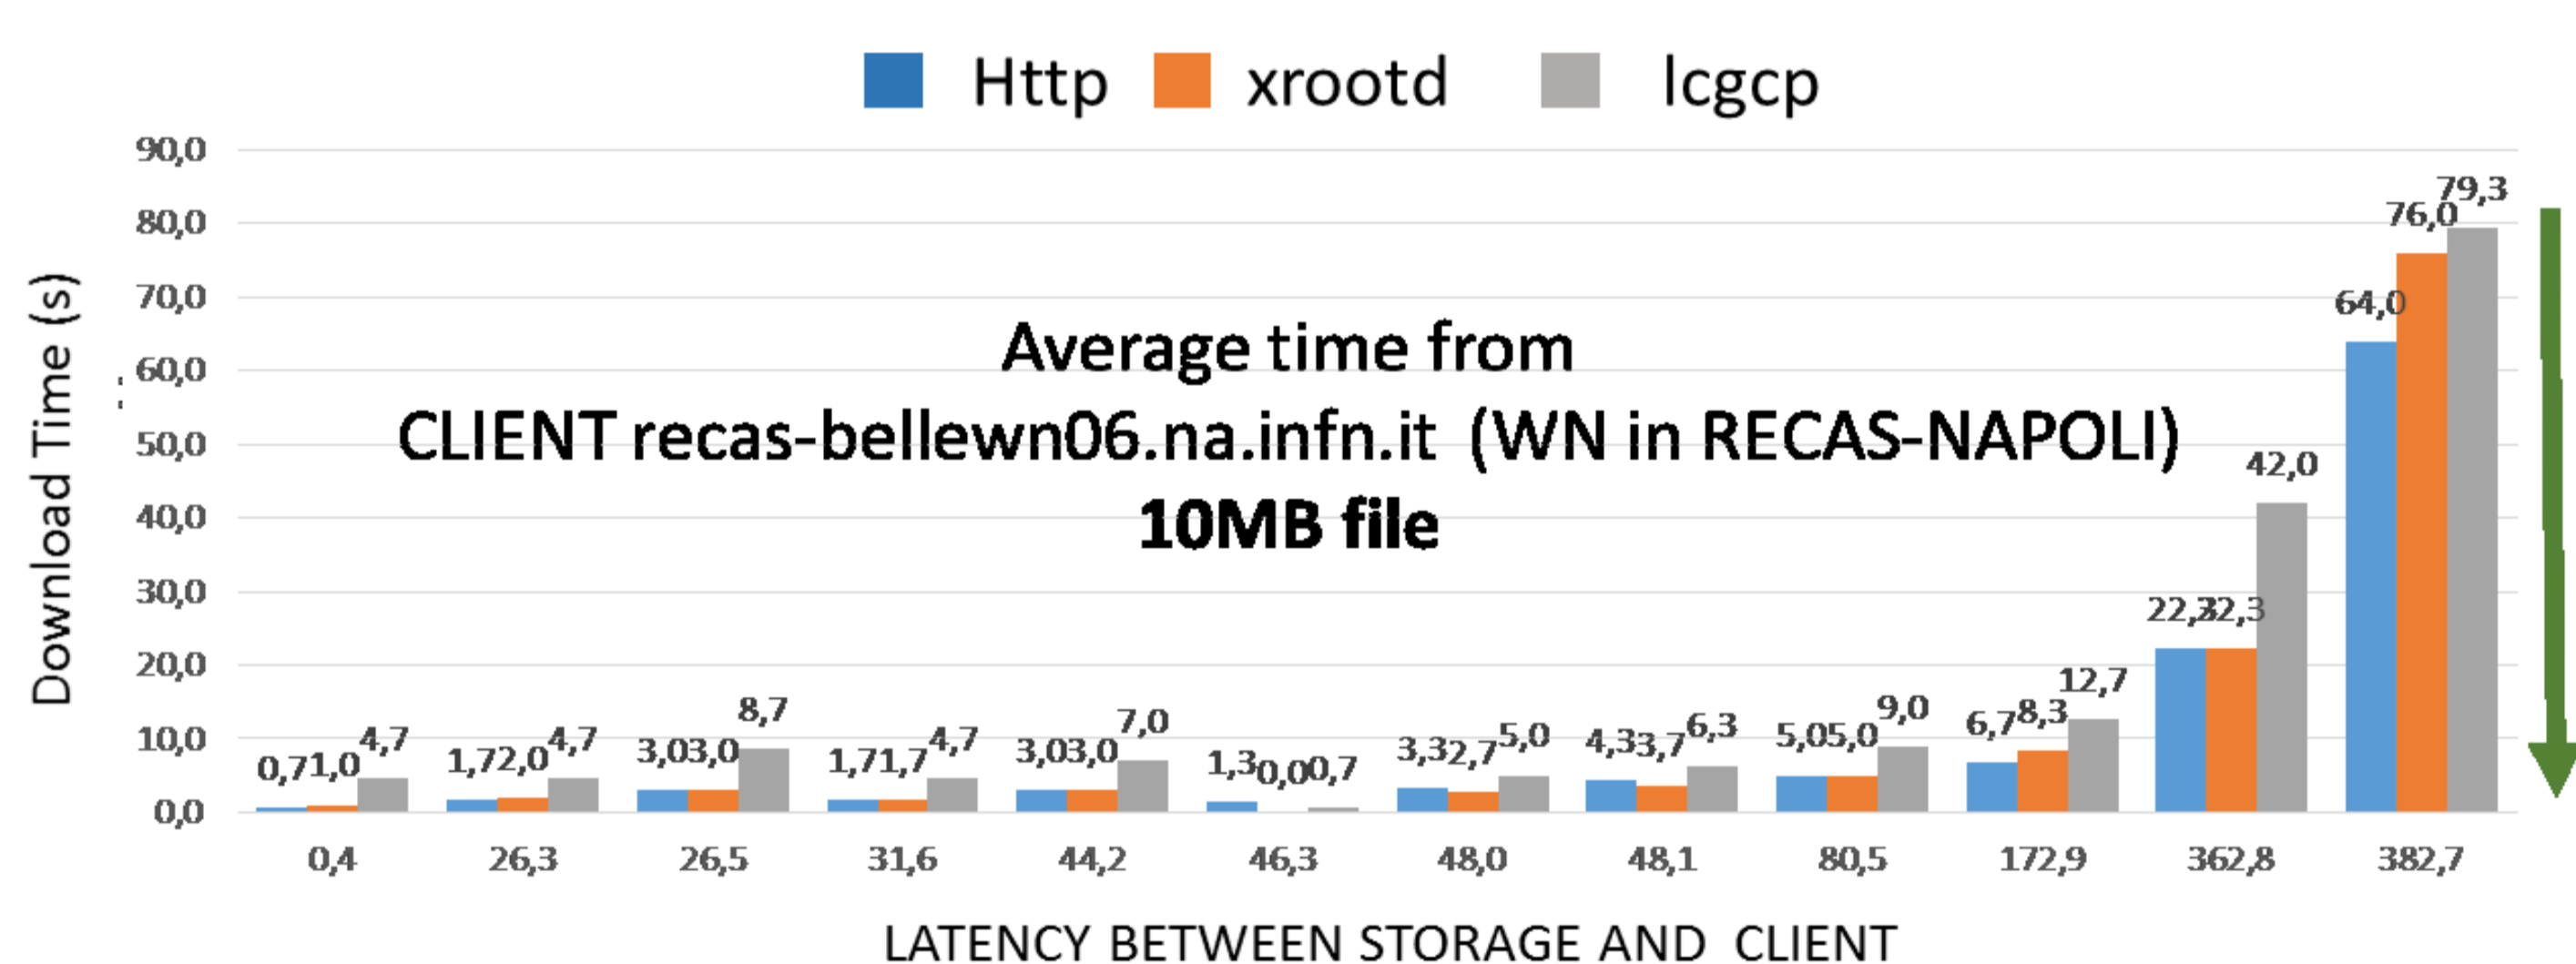 Http xrootd lcgcp
90,0
80,0
70,0
60,0
50,0
40,0
30,0
20,0
10,0
0,0
Download Time (s)
Average time from
CLIENT recas-bellewn06.na.infn.it (WN in RECAS-NAPOLI)
10MB file
0,7 1,0 4,7
1,7 2,0 4,7
3,0 3,0 8,7
1,7 1,7 4,7
3,0 3,0 7,0
1,3 0,0 0,7
3,3 2,7 5,0
4,3 3,7 6,3
5,0 5,0 9,0
6,7 8,3 12,7
22,3 22,3 42,0
64,0 76,0 79,3
0,4 26,3 26,5 31,6 44,2 46,3 48,0 48,1 80,5 172,9 362,8 382,7
LATENCY BETWEEN STORAGE AND CLIENT